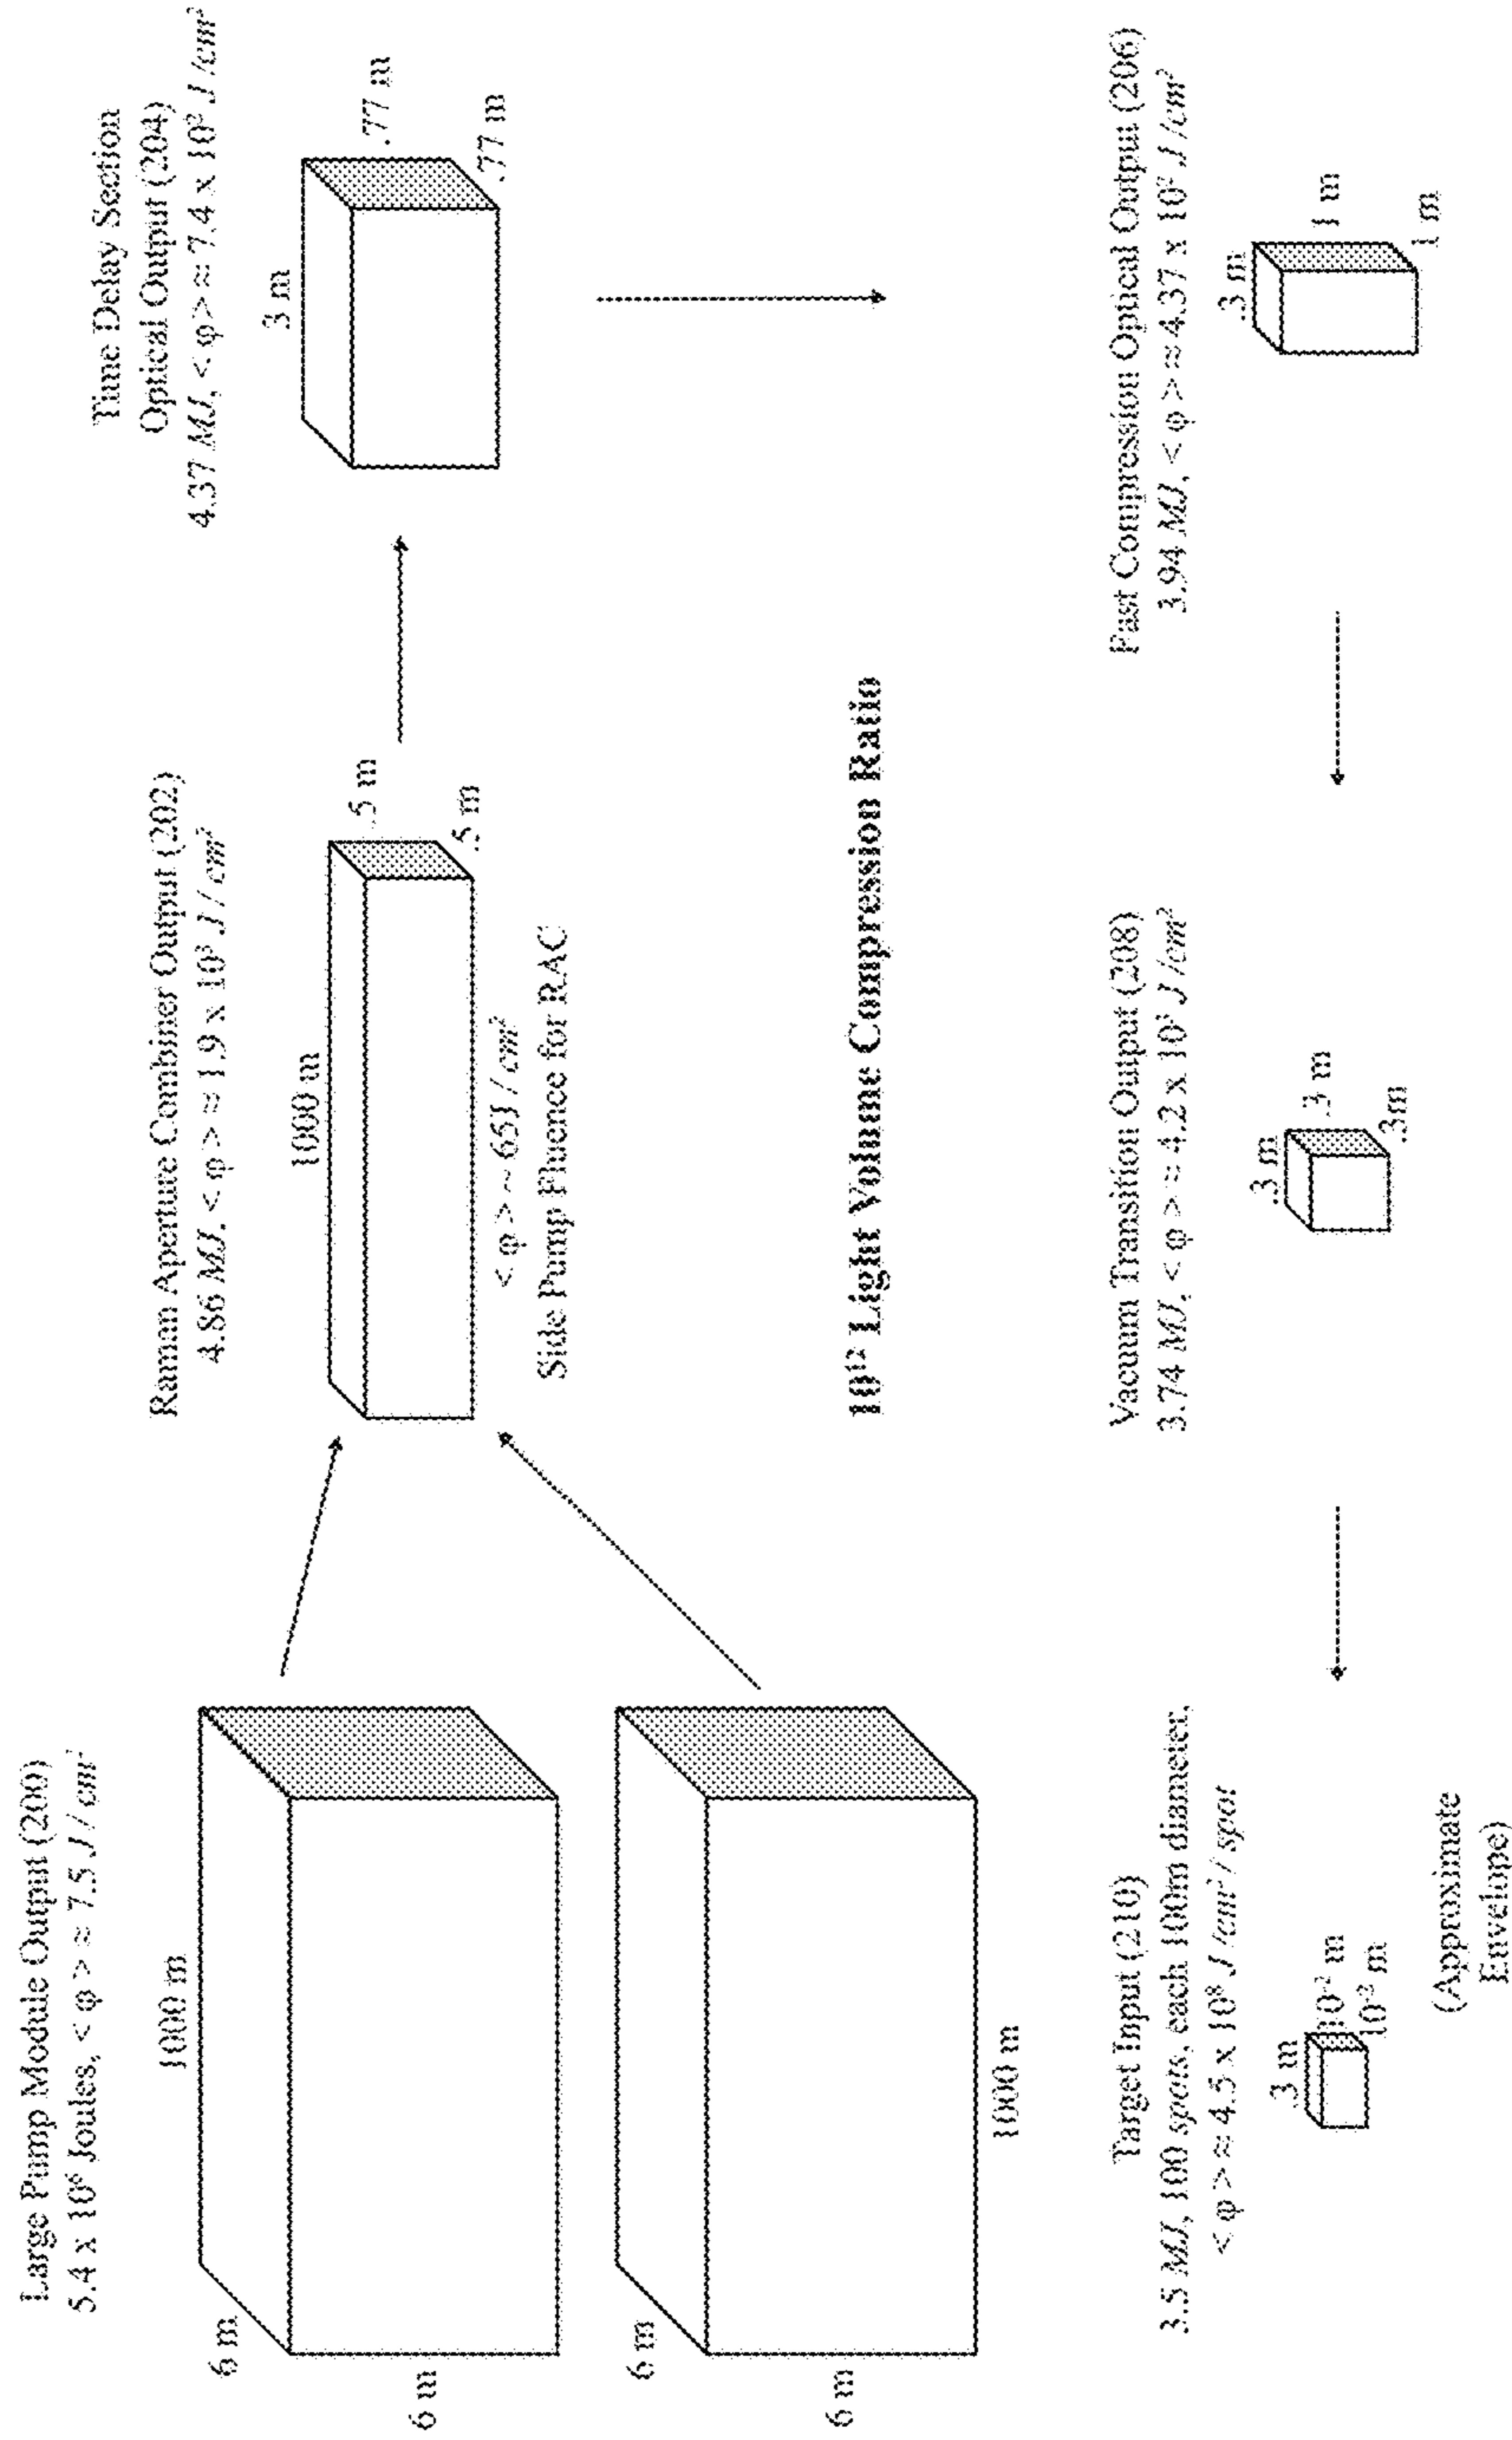 Large Pump Module Output (200)
5.4 x 10⁶ Joules, < φ > ≈ 7.5 J / cm²
1000 m
6 m
6 m
6 m
6 m
1000 m
Raman Aperture Combiner Output (202)
4.86 MJ, < φ > ≈ 1.9 x 10³ J / cm²
1000 m
.5 m
.5 m
< φ > ~ 65J / cm²
Side Pump Fluence for RAC
Time Delay Section
Optical Output (204)
4.37 MJ, < φ > ≈ 7.4 x 10² J /cm²
3 m
.77 m
.77 m
10¹² Light Volume Compression Ratio
Target Input (210)
3.5 MJ, 100 spots, each 100m diameter,
< φ > ≈ 4.5 x 10⁸ J /cm² / spot
.3 m
10⁻² m
10⁻² m
(Approximate
Envelope)
Vacuum Transition Output (208)
3.74 MJ, < φ > ≈ 4.2 x 10³ J /cm²
.3 m
.3 m
.3m
Fast Compression Optical Output (206)
3.94 MJ, < φ > ≈ 4.37 x 10² J /cm²
.3 m
1 m
1 m